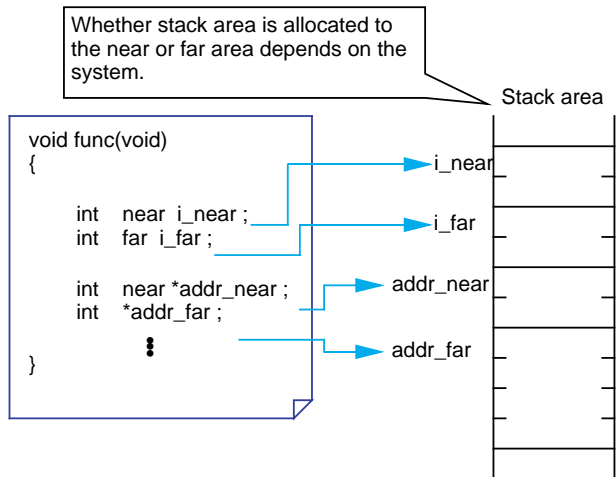 Whether stack area is allocated to
the near or far area depends on the
system.
Stack area
void func(void)
{
int near i_near ;
int far i_far ;
int near *addr_near ;
int *addr_far ;
}
i_near
i_far
addr_near
addr_far